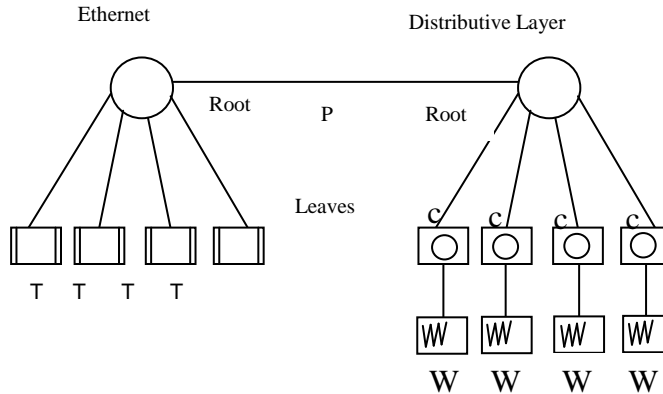 Ethernet
Distributive Layer
Root
P
Root
Leaves
c c c c
T T T T
W W W W